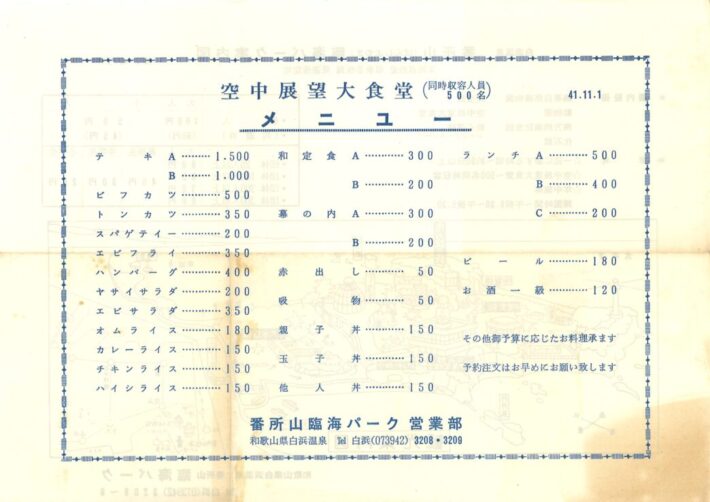 空中展望大食堂(同時収容人員500名)
41.11.1
メニュー
テキA………1,500
B………1,000
ビフカツ………500
トンカツ………350
スパゲテイー………200
エビフライ………350
ハンバーグ………400
ヤサイサラダ………200
エビサラダ………350
オムライス………180
カレーライス………150
チキンライス………150
ハイシライス………150
和定食A………300
B………200
幕の内A………300
B………200
赤出し………50
吸物………50
親子丼………150
玉子丼………150
他人丼………150
ランチA………500
B………400
C………200
ビール………180
お酒一級………120
その他御予算に応じたお料理承ます
予約注文はお早めにお願い致します
番所山臨海パーク 営業部
和歌山県白浜温泉 Tel 白浜(073942) 3208・3209